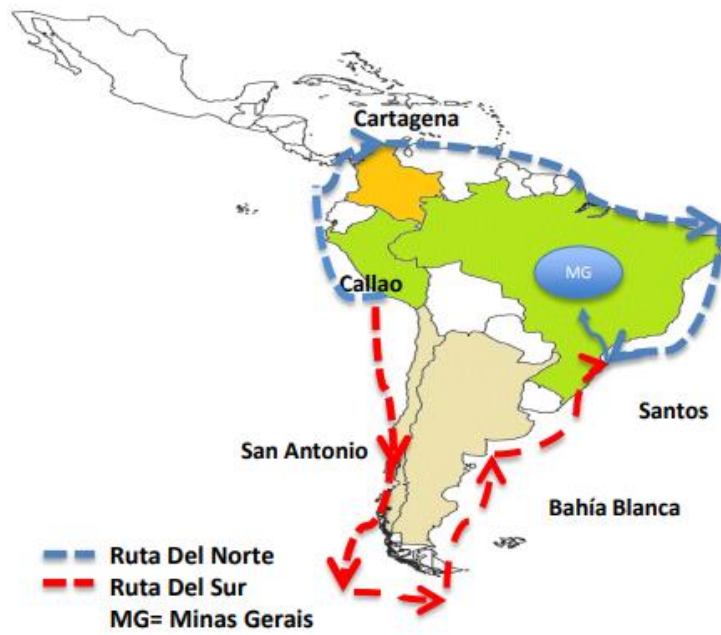 Cartagena
MG
Callao
Santos
San Antonio
Bahía Blanca
Ruta Del Norte
Ruta Del Sur
MG= Minas Gerais